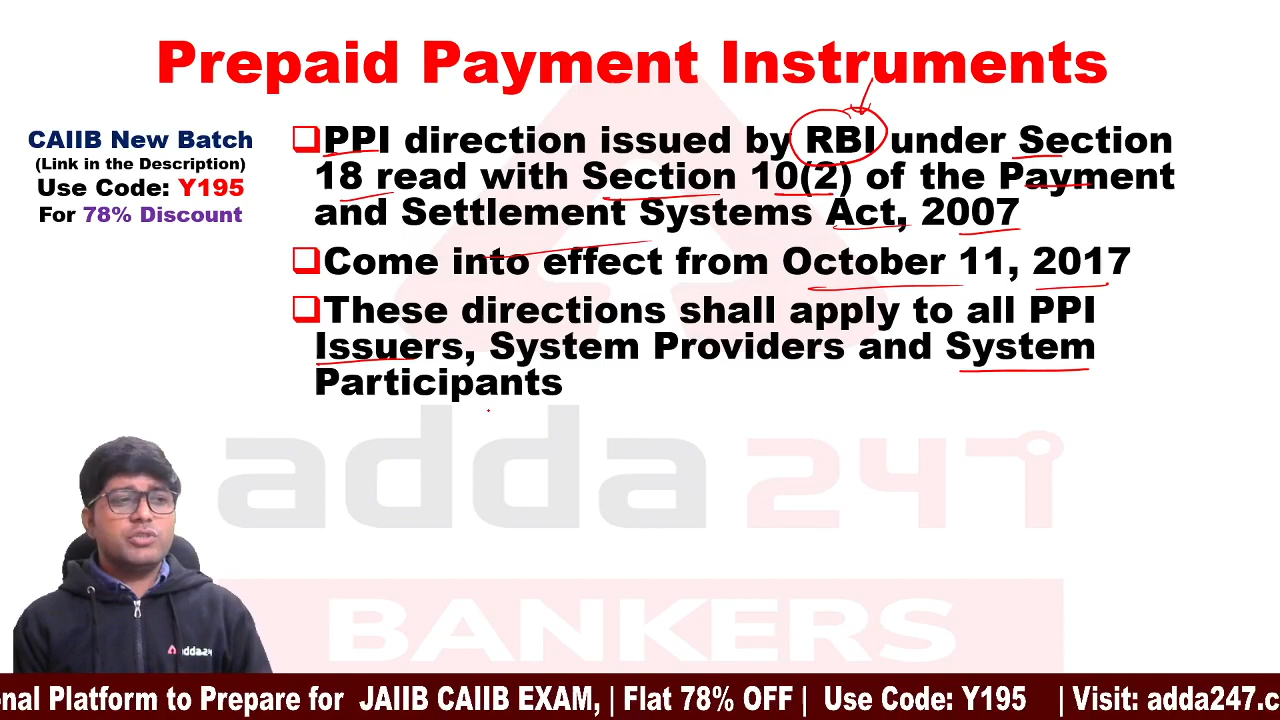 Prepaid Payment Instruments
CAIIB New Batch
(Link in the Description)
Use Code: Y195
For 78% Discount
PPI direction issued by RBI under Section
18 read with Section 10(2) of the Payment
and Settlement Systems Act, 2007
Come into effect from October 11, 2017
These directions shall apply to all PPI
Issuers, System Providers and System
Participants
adda247
BANKERS
adda247
nal Platform to Prepare for JAIIB CAIIB EXAM, | Flat 78% OFF | Use Code: Y195 | Visit: adda247.c